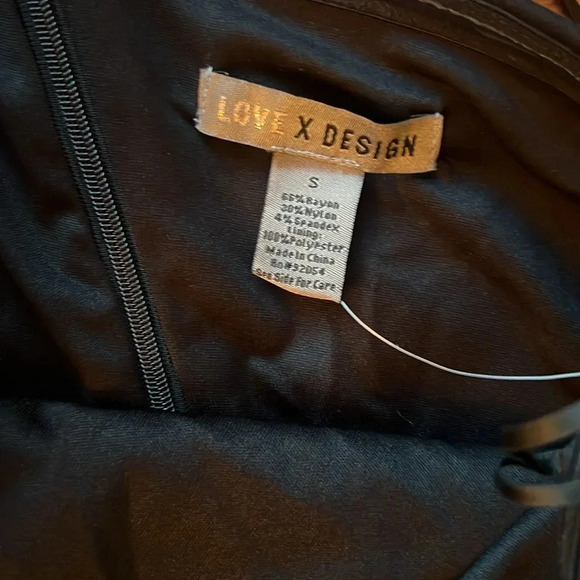 LOVE X DESIGN
S
66%Rayon
30%Nylon
4%Spandex
Lining:
100%Polyester
Made In China
Rn#92054
See Side For Care